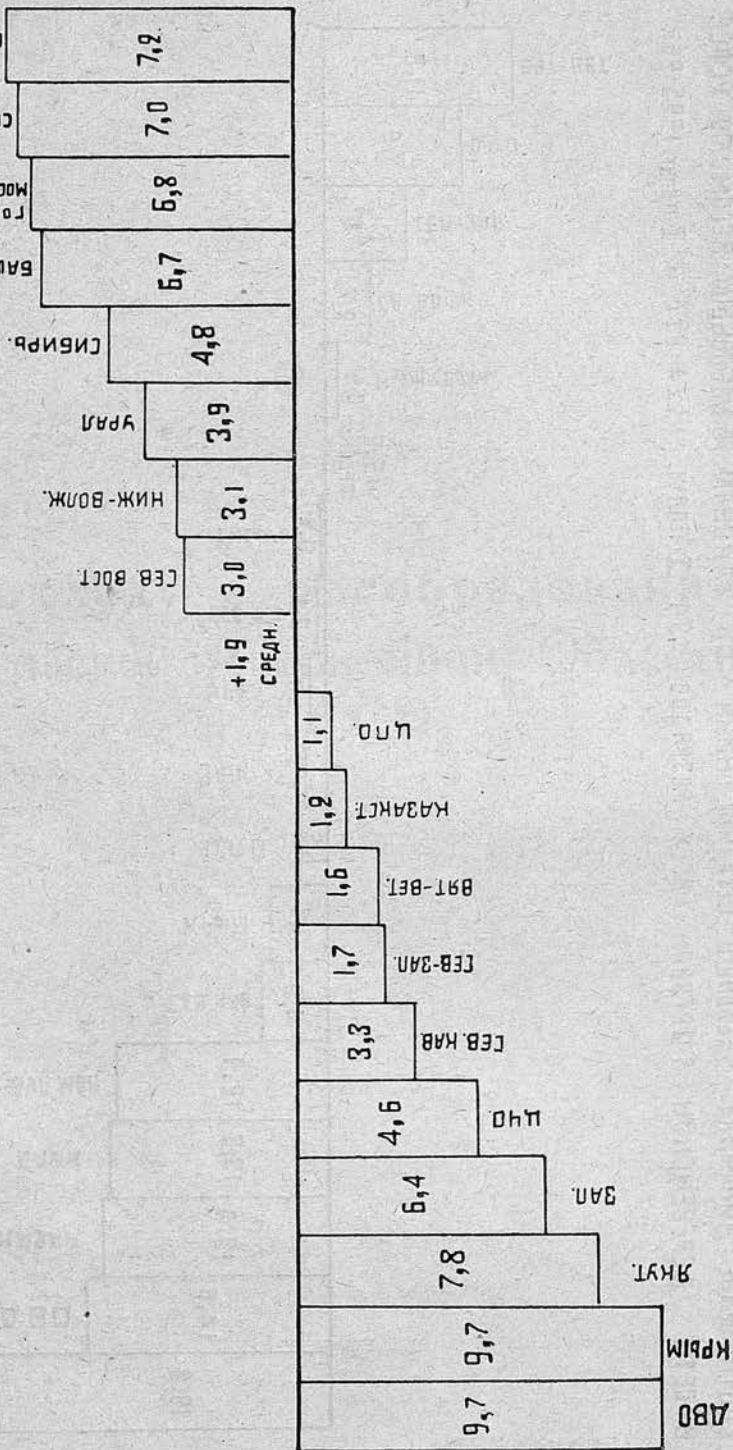 7,2
7,0
6,8
6,7
СИБИРЬ.
4,8
УРАЛ
3,9
НИЖ-ВОЛЖ.
3,1
СЕВ. ВОСТ.
3,0
+1,9
СРЕДН.
1,1
ЦПО.
1,2
КАЗАКСТ.
1,6
ВЯТ-ВЕТ.
1,7
СЕВ-ЗАП.
3,3
СЕВ. КАВ.
4,6
ЦЧО.
6,4
ЗАП.
7,8
ЯКУТ.
9,7
КРЫМ
9,7
ДВО